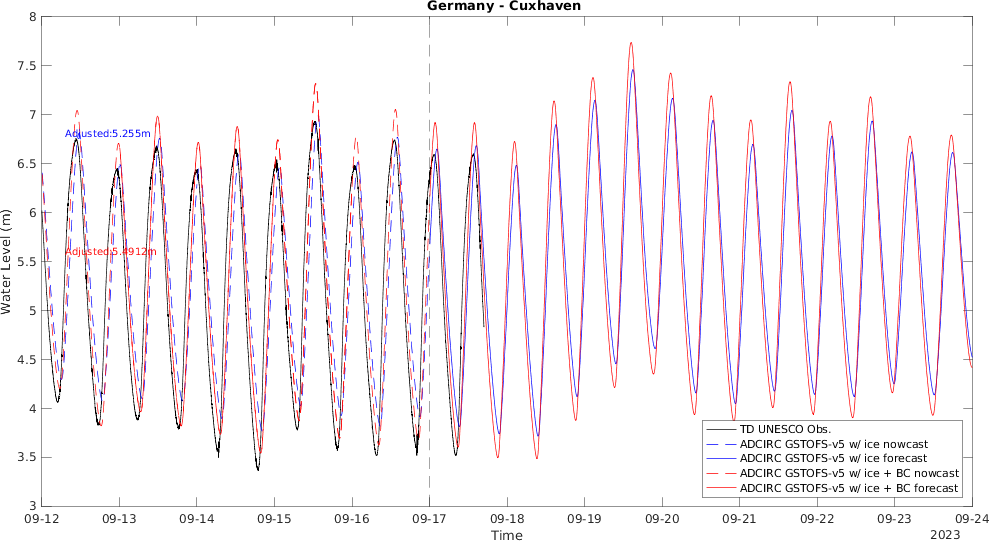 Germany - Cuxhaven
8
7.5
7
6.5
6
5.5
5
4.5
4
3.5
3
Water Level (m)
Adjusted:5.255m
Adjusted:5.4912m
TD UNESCO Obs.
ADCIRC GSTOFS-v5 w/ ice nowcast
ADCIRC GSTOFS-v5 w/ ice forecast
ADCIRC GSTOFS-v5 w/ ice + BC nowcast
ADCIRC GSTOFS-v5 w/ ice + BC forecast
09-12 09-13 09-14 09-15 09-16 09-17 09-18 09-19 09-20 09-21 09-22 09-23 09-24
Time
2023